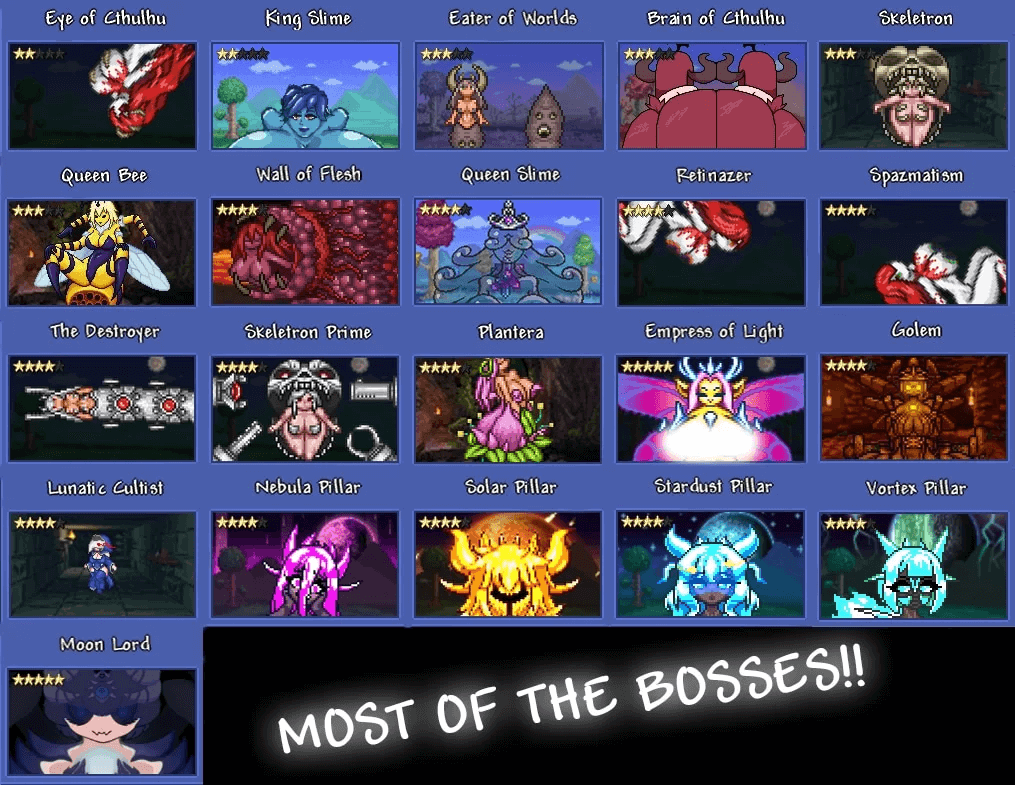 Eye of Cthulhu King Slime Eater of Worlds Brain of Cthulhu Skeletron
Queen Bee Wall of Flesh Queen Slime Retinazer Spazmatism
The Destroyer Skeletron Prime Plantera Empress of Light Golem
Lunatic Cultist Nebula Pillar Solar Pillar Stardust Pillar Vortex Pillar
Moon Lord
MOST OF THE BOSSES!!